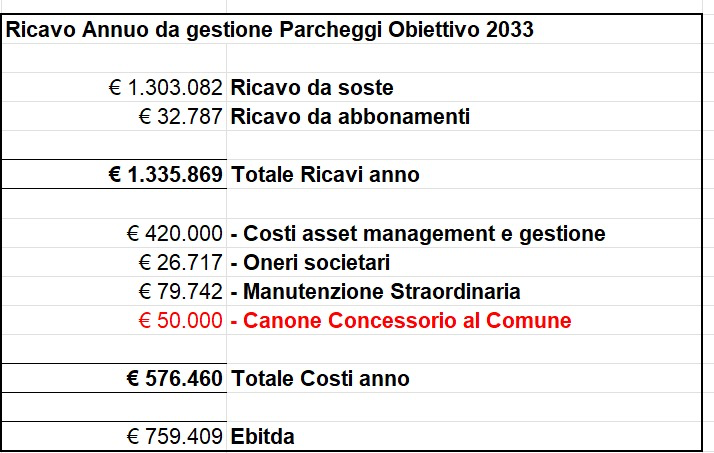 Ricavo Annuo da gestione Parcheggi Obiettivo 2033
€ 1.303.082 Ricavo da soste
€ 32.787 Ricavo da abbonamenti
€ 1.335.869 Totale Ricavi anno
€ 420.000 - Costi asset management e gestione
€ 26.717 - Oneri societari
€ 79.742 - Manutenzione Straordinaria
€ 50.000 - Canone Concessorio al Comune
€ 576.460 Totale Costi anno
€ 759.409 Ebitda